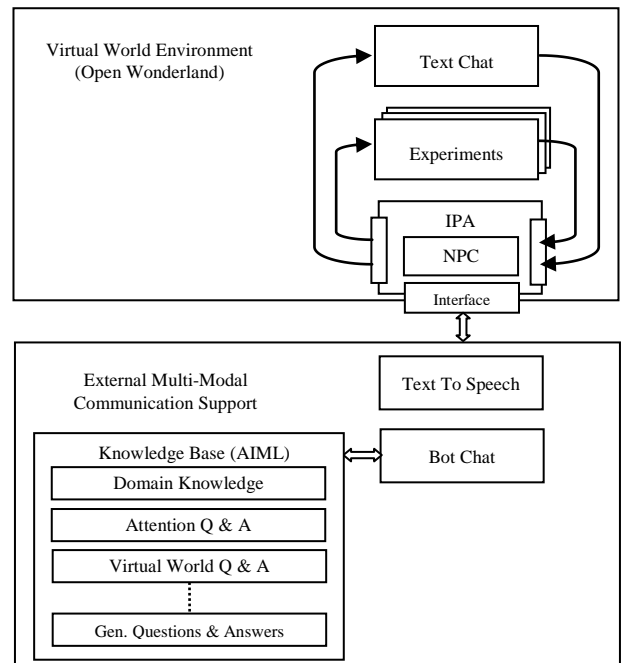 Virtual World Environment
(Open Wonderland)
Text Chat
Experiments
IPA
NPC
Interface
External Multi-Modal
Communication Support
Text To Speech
Knowledge Base (AIML)
Bot Chat
Domain Knowledge
Attention Q & A
Virtual World Q & A
Gen. Questions & Answers